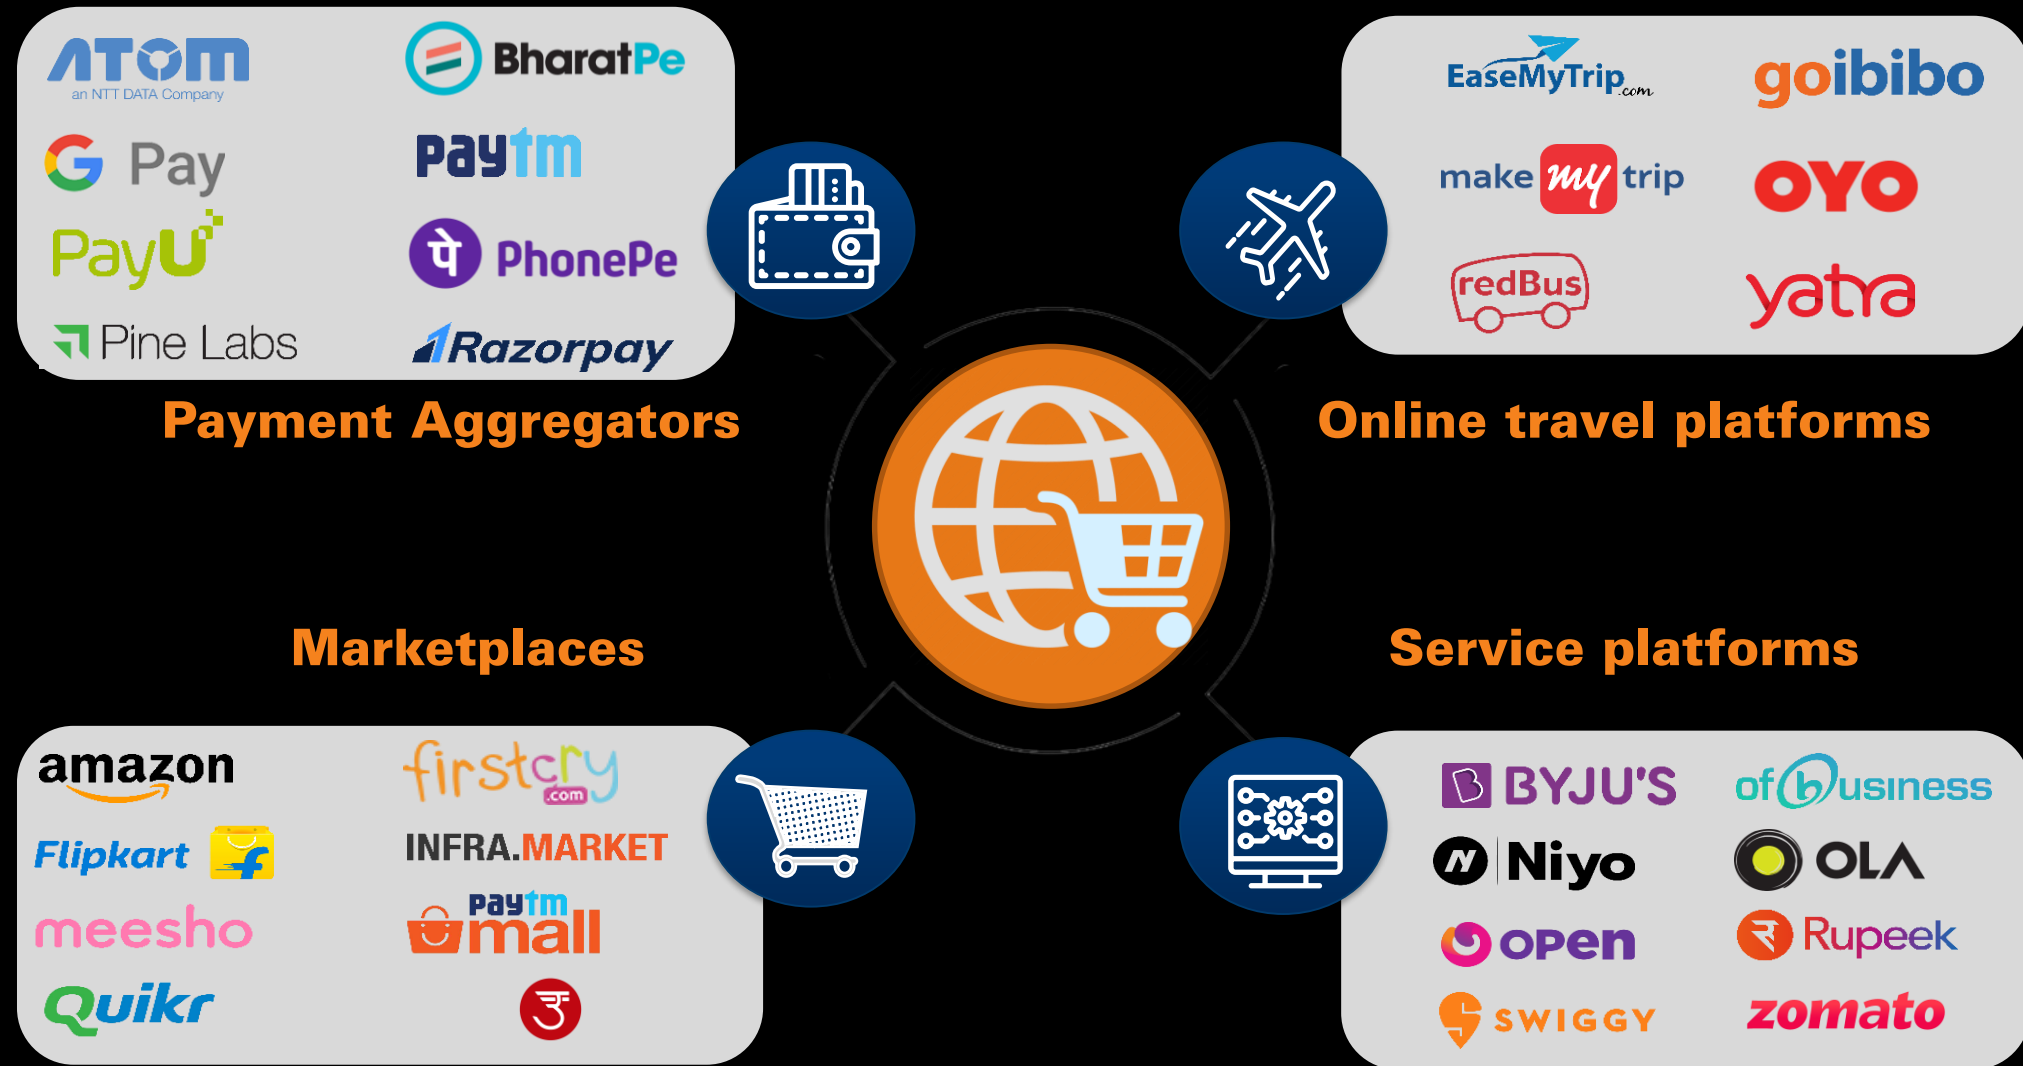 ATOM
an NTT DATA Company
BharatPe
G Pay
paytm
PayU
पे PhonePe
Pine Labs
Razorpay
Payment Aggregators
EaseMyTrip.com
goibibo
make my trip
OYO
redBus
yatra
Online travel platforms
Marketplaces
amazon
firstcry
.com
Flipkart
INFRA.MARKET
meesho
paytm
mall
Quikr
उ
Service platforms
B BYJU'S
ofbusiness
Niyo
OLA
OPEN
Rupeek
SWIGGY
zomato